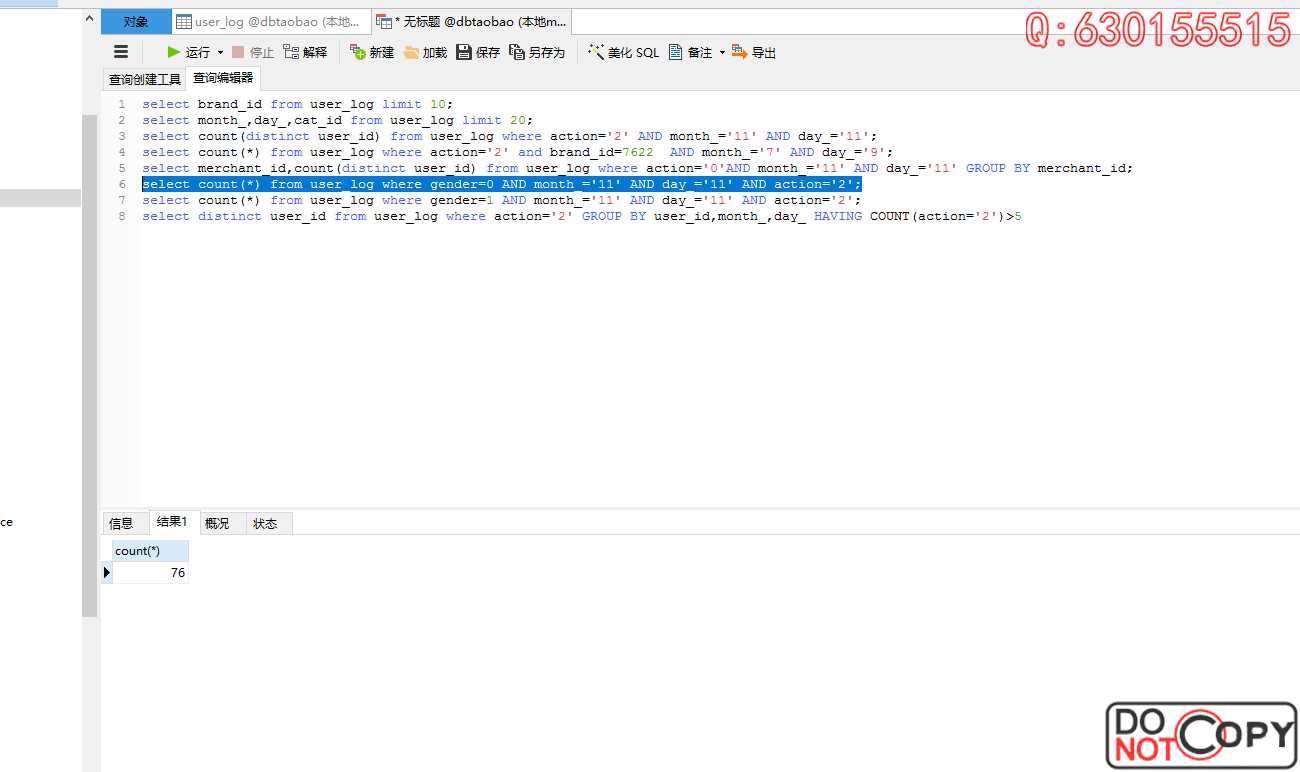 对象 user_log @dbtaobao (本地... * 无标题 @dbtaobao (本地m...
Q:630155515
运行 停止 解释 新建 加载 保存 另存为 美化 SQL 备注 导出
查询创建工具 查询编辑器
1 select brand_id from user_log limit 10;
2 select month_,day_,cat_id from user_log limit 20;
3 select count(distinct user_id) from user_log where action='2' AND month_='11' AND day_='11';
4 select count(*) from user_log where action='2' and brand_id=7622  AND month_='7' AND day_='9';
5 select merchant_id,count(distinct user_id) from user_log where action='0'AND month_='11' AND day_='11' GROUP BY merchant_id;
6 select count(*) from user_log where gender=0 AND month_='11' AND day_='11' AND action='2';
7 select count(*) from user_log where gender=1 AND month_='11' AND day_='11' AND action='2';
8 select distinct user_id from user_log where action='2' GROUP BY user_id,month_,day_ HAVING COUNT(action='2')>5
ce
信息 结果1 概况 状态
count(*)
76
DO
NOT COPY